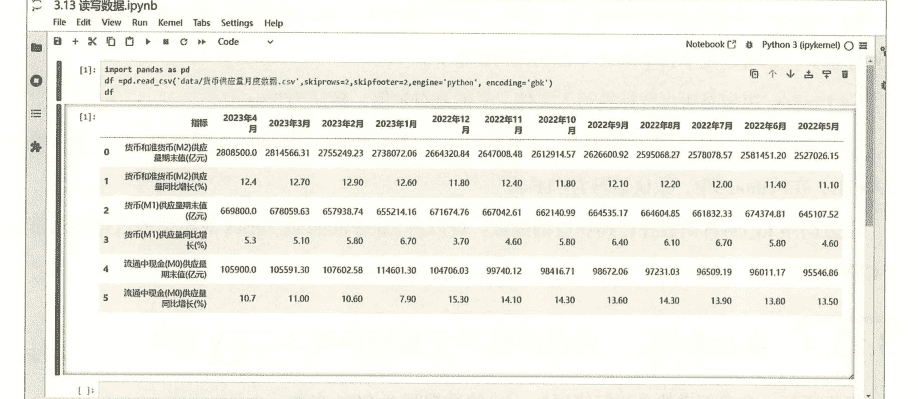 3.13 读写数据.ipynb
File Edit View Run Kernel Tabs Settings Help
Code
Notebook Python 3 (ipykernel)
[1]: import pandas as pd
df =pd.read_csv('data/货币供应量月度数据.csv',skiprows=2,skipfooter=2,engine='python', encoding='gbk')
df
[1]: 指标 2023年4月 2023年3月 2023年2月 2023年1月 2022年12月 2022年11月 2022年10月 2022年9月 2022年8月 2022年7月 2022年6月 2022年5月
0 货币和准货币(M2)供应量期末值(亿元) 2808500.0 2814566.31 2755249.23 2738072.06 2664320.84 2647008.48 2612914.57 2626600.92 2595068.27 2578078.57 2581451.20 2527026.15
1 货币和准货币(M2)供应量同比增长(%) 12.4 12.70 12.90 12.60 11.80 12.40 11.80 12.10 12.20 12.00 11.40 11.10
2 货币(M1)供应量期末值(亿元) 669800.0 678059.63 657938.74 655214.16 671674.76 667042.61 662140.99 664535.17 664604.85 661832.33 674374.81 645107.52
3 货币(M1)供应量同比增长(%) 5.3 5.10 5.80 6.70 3.70 4.60 5.80 6.40 6.10 6.70 5.80 4.60
4 流通中现金(M0)供应量期末值(亿元) 105900.0 105591.30 107602.58 114601.30 104706.03 99740.12 98416.71 98672.06 97231.03 96509.19 96011.17 95546.86
5 流通中现金(M0)供应量同比增长(%) 10.7 11.00 10.60 7.90 15.30 14.10 14.30 13.60 14.30 13.90 13.80 13.50
[ ]: